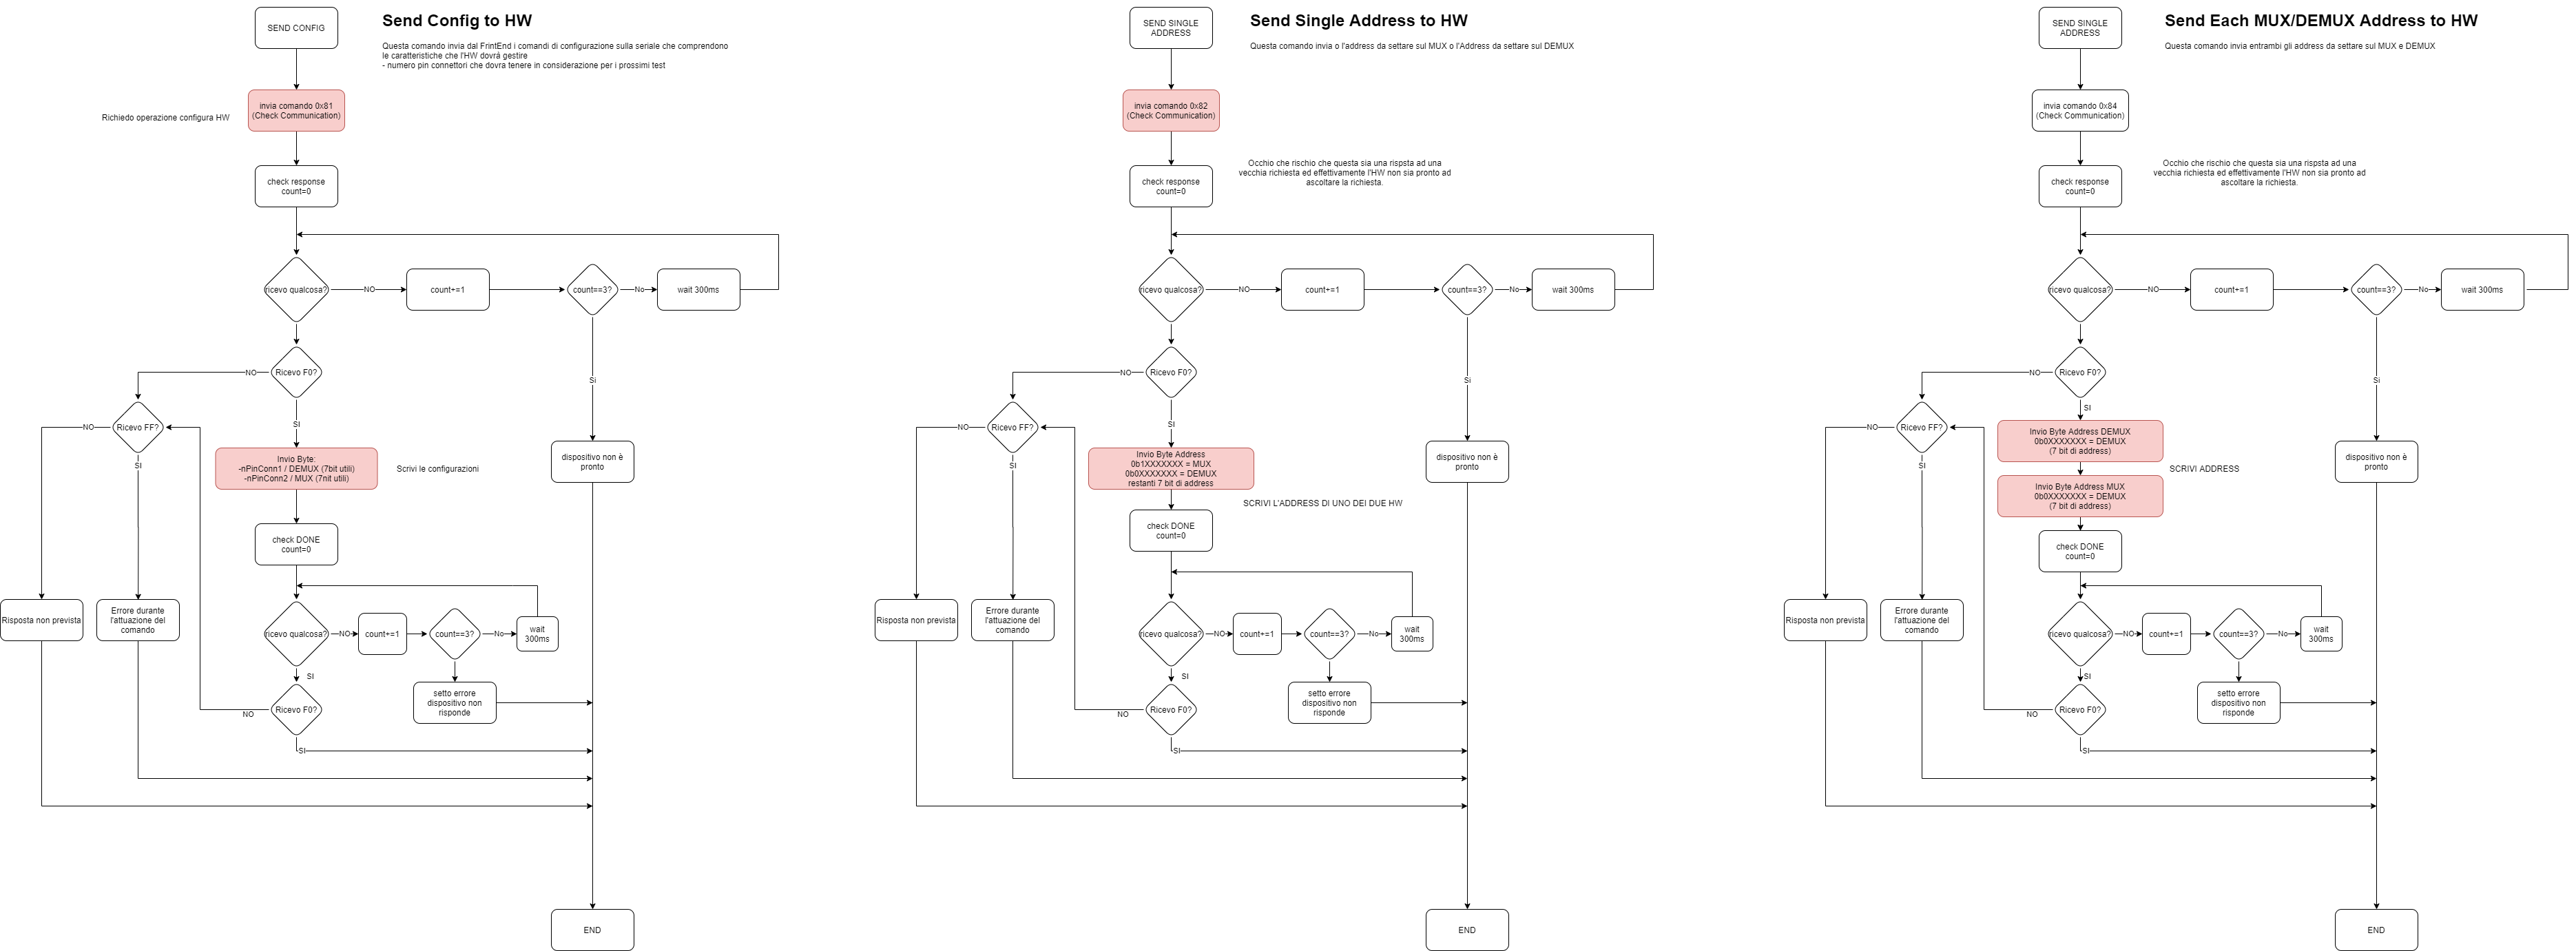 SEND CONFIG
Send Config to HW
Questa comando invia dal FrintEnd i comandi di configurazione sulla seriale che comprendono
le caratteristiche che l'HW dovrà gestire
- numero pin connettori che dovra tenere in considerazione per i prossimi test
Richiedo operazione configura HW
invia comando 0x81
(Check Communication)
check response
count=0
ricevo qualcosa?
NO
count+=1
count==3?
No
wait 300ms
Ricevo F0?
NO
Si
Ricevo FF?
NO
SI
SI
Invio Byte:
-nPinConn1 / DEMUX (7bit utili)
-nPinConn2 / MUX (7nit utili)
Scrivi le configurazioni
dispositivo non è
pronto
check DONE
count=0
Risposta non prevista
Errore durante
l'attuazione del
comando
ricevo qualcosa?
NO
count+=1
count==3?
No
wait
300ms
SI
setto errore
dispositivo non
risponde
Ricevo F0?
NO
SI
END
SEND SINGLE
ADDRESS
Send Single Address to HW
Questa comando invia o l'address da settare sul MUX o l'Address da settare sul DEMUX
invia comando 0x82
(Check Communication)
check response
count=0
Occhio che rischio che questa sia una rispsta ad una
vecchia richiesta ed effettivamente l'HW non sia pronto ad
ascoltare la richiesta.
ricevo qualcosa?
NO
count+=1
count==3?
No
wait 300ms
Ricevo F0?
NO
Si
Ricevo FF?
NO
SI
SI
Invio Byte Address
0b1XXXXXXX = MUX
0b0XXXXXXX = DEMUX
restanti 7 bit di address
SCRIVI L'ADDRESS DI UNO DEI DUE HW
dispositivo non è
pronto
check DONE
count=0
Risposta non prevista
Errore durante
l'attuazione del
comando
ricevo qualcosa?
NO
count+=1
count==3?
No
wait
300ms
SI
setto errore
dispositivo non
risponde
Ricevo F0?
NO
SI
END
SEND SINGLE
ADDRESS
Send Each MUX/DEMUX Address to HW
Questa comando invia entrambi gli address da settare sul MUX e DEMUX
invia comando 0x84
(Check Communication)
check response
count=0
Occhio che rischio che questa sia una rispsta ad una
vecchia richiesta ed effettivamente l'HW non sia pronto ad
ascoltare la richiesta.
ricevo qualcosa?
NO
count+=1
count==3?
No
wait 300ms
Ricevo F0?
NO
Si
SI
Ricevo FF?
NO
SI
Invio Byte Address DEMUX
0b0XXXXXXX = DEMUX
(7 bit di address)
SCRIVI ADDRESS
Invio Byte Address MUX
0b0XXXXXXX = DEMUX
(7 bit di address)
dispositivo non è
pronto
check DONE
count=0
Risposta non prevista
Errore durante
l'attuazione del
comando
ricevo qualcosa?
NO
count+=1
count==3?
No
wait
300ms
SI
setto errore
dispositivo non
risponde
Ricevo F0?
NO
SI
END